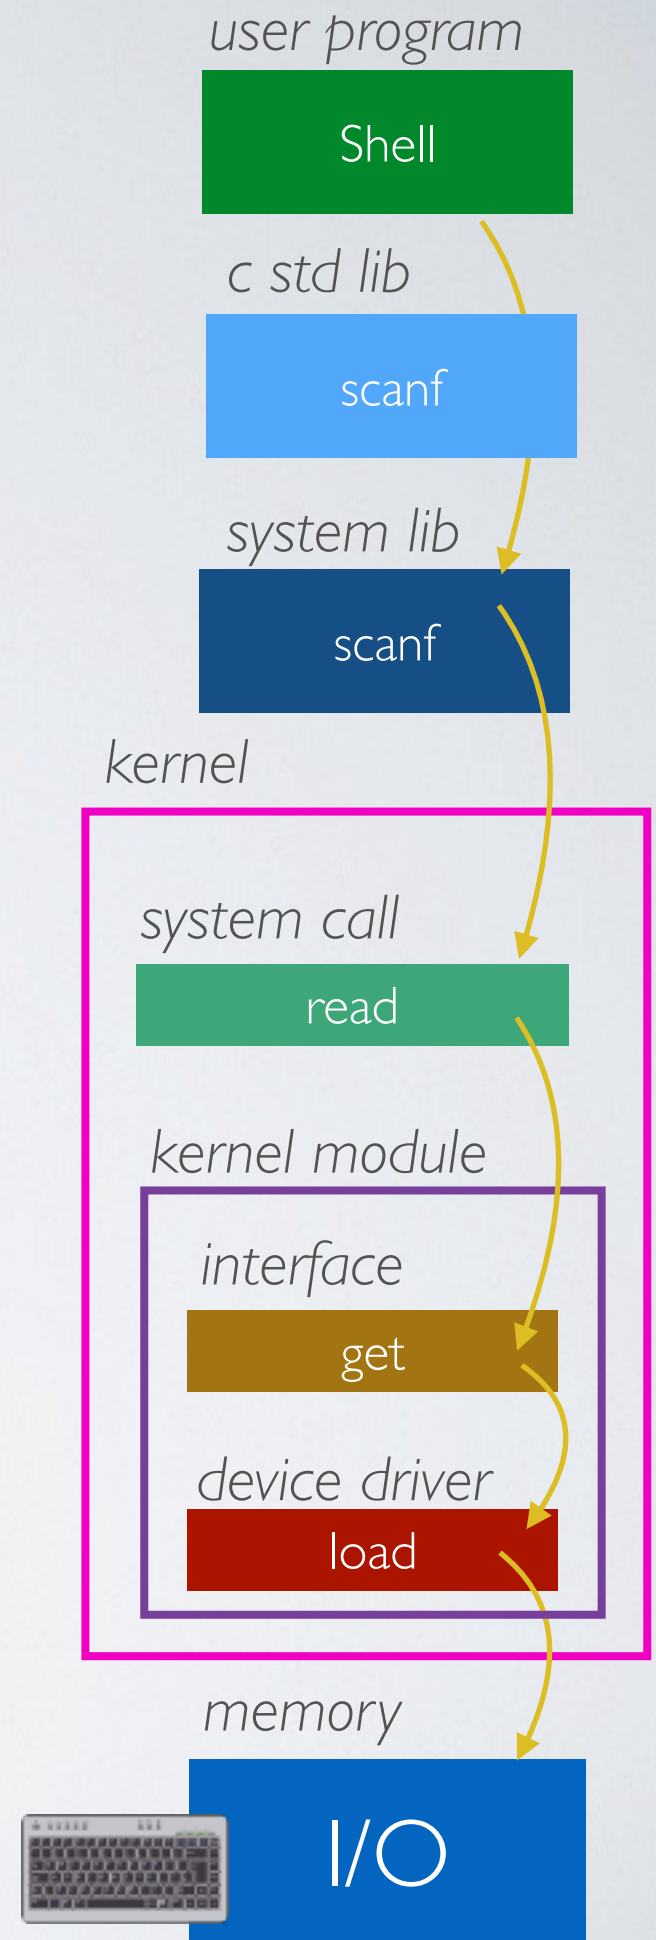 user program
Shell
c std lib
scanf
system lib
scanf
kernel
system call
read
kernel module
interface
get
device driver
load
memory
I/O